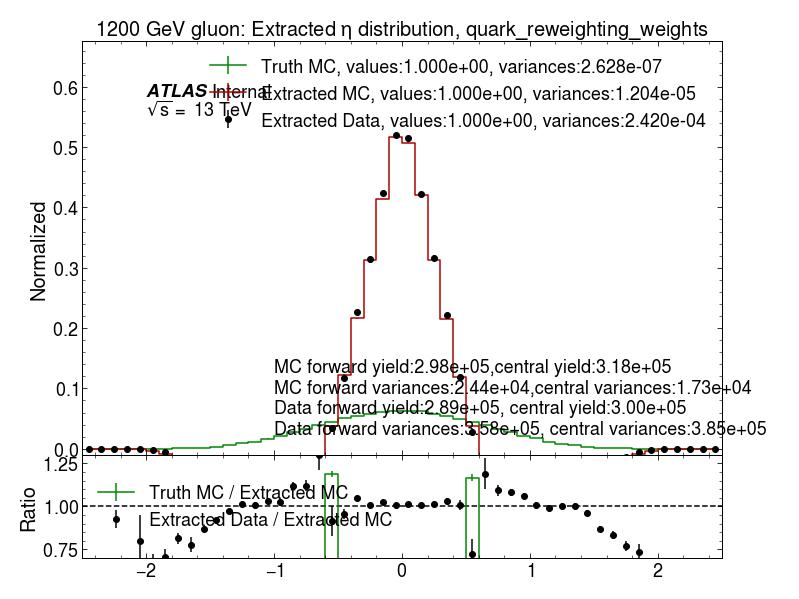 1200 GeV gluon: Extracted η distribution, quark_reweighting_weights
Truth MC, values:1.000e+00, variances:2.628e-07
ATLAS Internal
Extracted MC, values:1.000e+00, variances:1.204e-05
√s = 13 TeV
Extracted Data, values:1.000e+00, variances:2.420e-04
Normalized
0.6
0.5
0.4
0.3
0.2
0.1
0.0
MC forward yield:2.98e+05,central yield:3.18e+05
MC forward variances:2.44e+04,central variances:1.73e+04
Data forward yield:2.89e+05, central yield:3.00e+05
Data forward variances:3.58e+05, central variances:3.85e+05
Ratio
1.25
1.00
0.75
Truth MC / Extracted MC
Extracted Data / Extracted MC
−2 −1 0 1 2